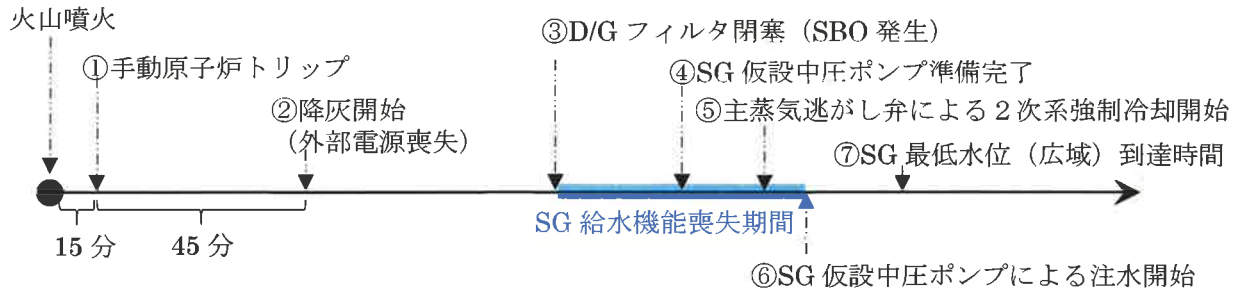 火山噴火
①手動原子炉トリップ
②降灰開始
(外部電源喪失)
③D/G フィルタ閉塞（SBO 発生）
④SG 仮設中圧ポンプ準備完了
⑤主蒸気逃がし弁による２次系強制冷却開始
⑦SG 最低水位（広域）到達時間
SG 給水機能喪失期間
15 分
45 分
⑥SG 仮設中圧ポンプによる注水開始